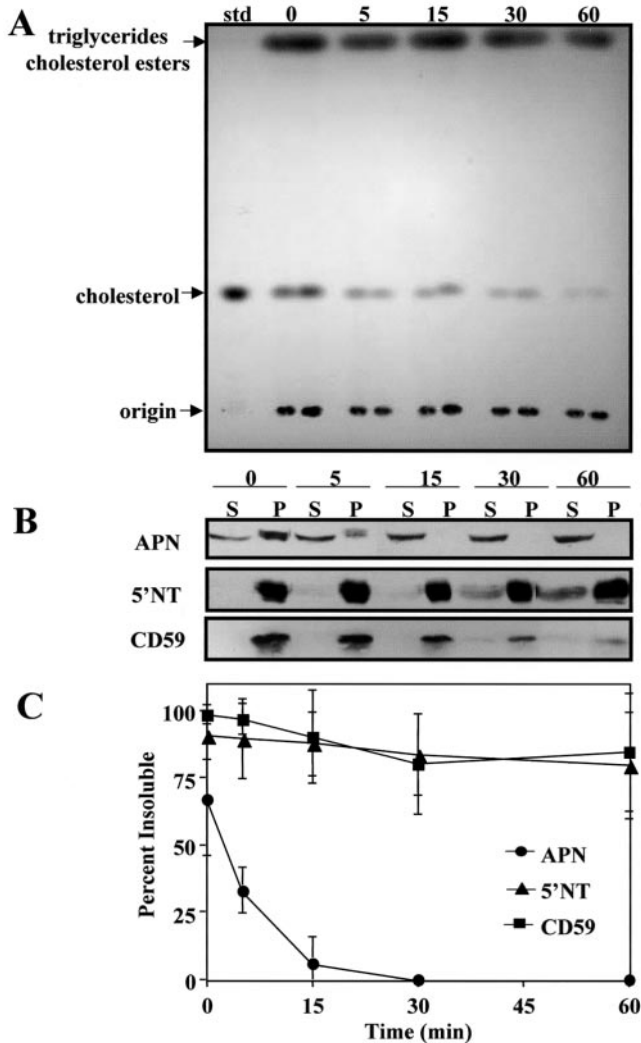 A
std 0 5 15 30 60
triglycerides
cholesterol esters
cholesterol
origin
B
0 5 15 30 60
S P S P S P S P S P
APN
5'NT
CD59
C
Percent Insoluble
100
75
50
25
0
APN
5'NT
CD59
0 15 30 45 60
Time (min)